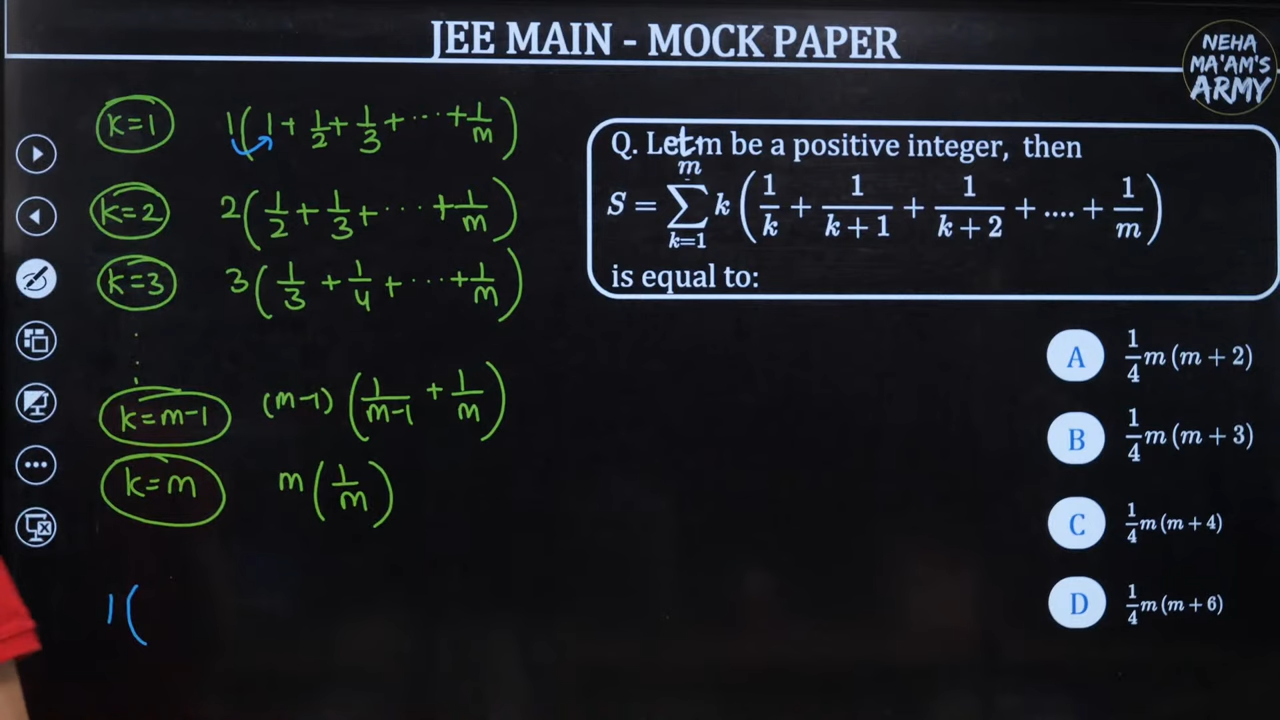 JEE MAIN - MOCK PAPER
NEHA
MA'AM'S
ARMY
k=1 1(1 + 1/2 + 1/3 + ··· + 1/m)
k=2 2(1/2 + 1/3 + ··· + 1/m)
k=3 3(1/3 + 1/4 + ··· + 1/m)
k=m-1 (m-1)(1/(m-1) + 1/m)
k=m m(1/m)
1(
Q. Let m be a positive integer, then
S = ∑_{k=1}^{m} k(1/k + 1/(k+1) + 1/(k+2) + .... + 1/m)
is equal to:
A 1/4 m(m + 2)
B 1/4 m(m + 3)
C 1/4 m(m + 4)
D 1/4 m(m + 6)